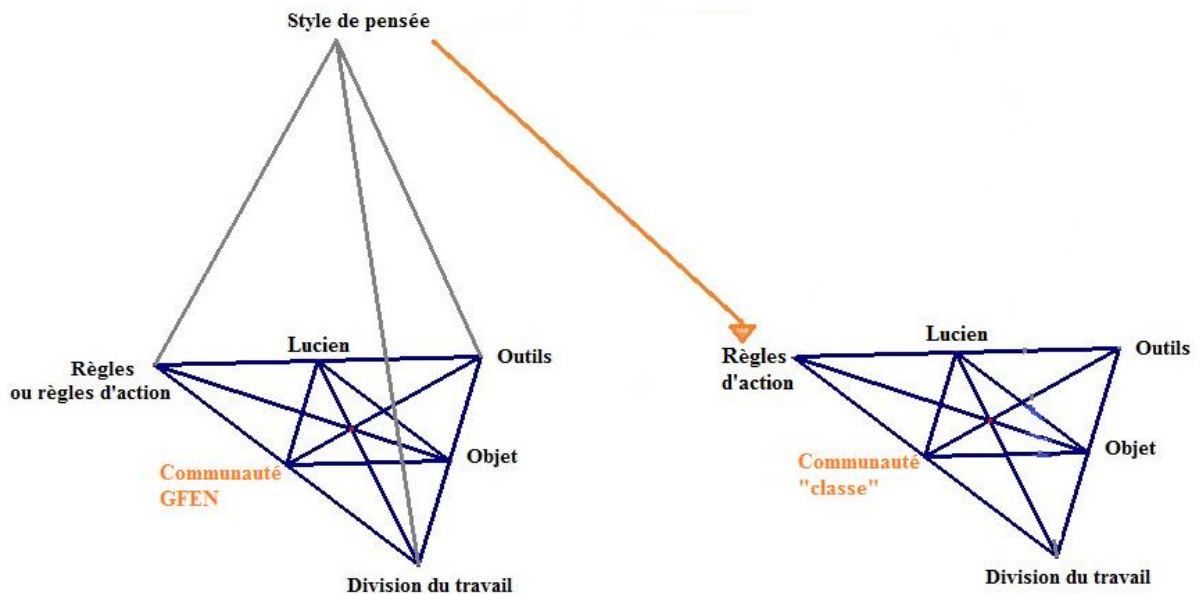 Style de pensée
Lucien
Outils
Règles
ou règles d'action
Objet
Communauté
GFEN
Division du travail
Lucien
Outils
Règles
d'action
Objet
Communauté
"classe"
Division du travail